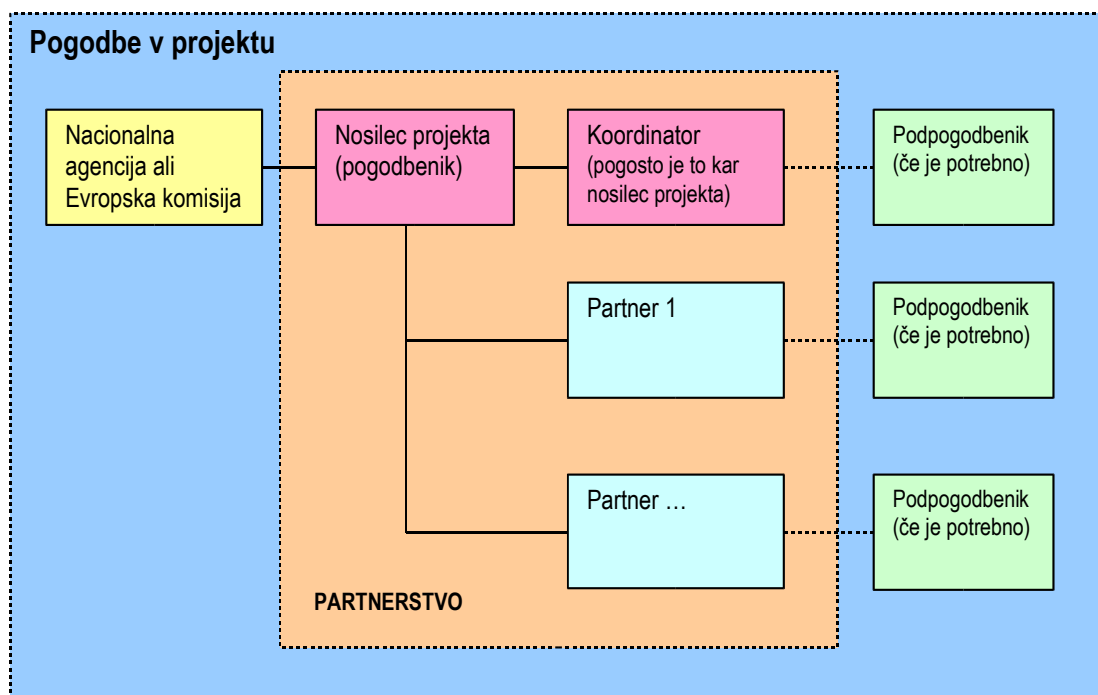 Pogodbe v projektu
Nacionalna
agencija ali
Evropska komisija
Nosilec projekta
(pogodbenik)
Koordinator
(pogosto je to kar
nosilec projekta)
Podpogodbenik
(če je potrebno)
Partner 1
Podpogodbenik
(če je potrebno)
Partner …
Podpogodbenik
(če je potrebno)
PARTNERSTVO